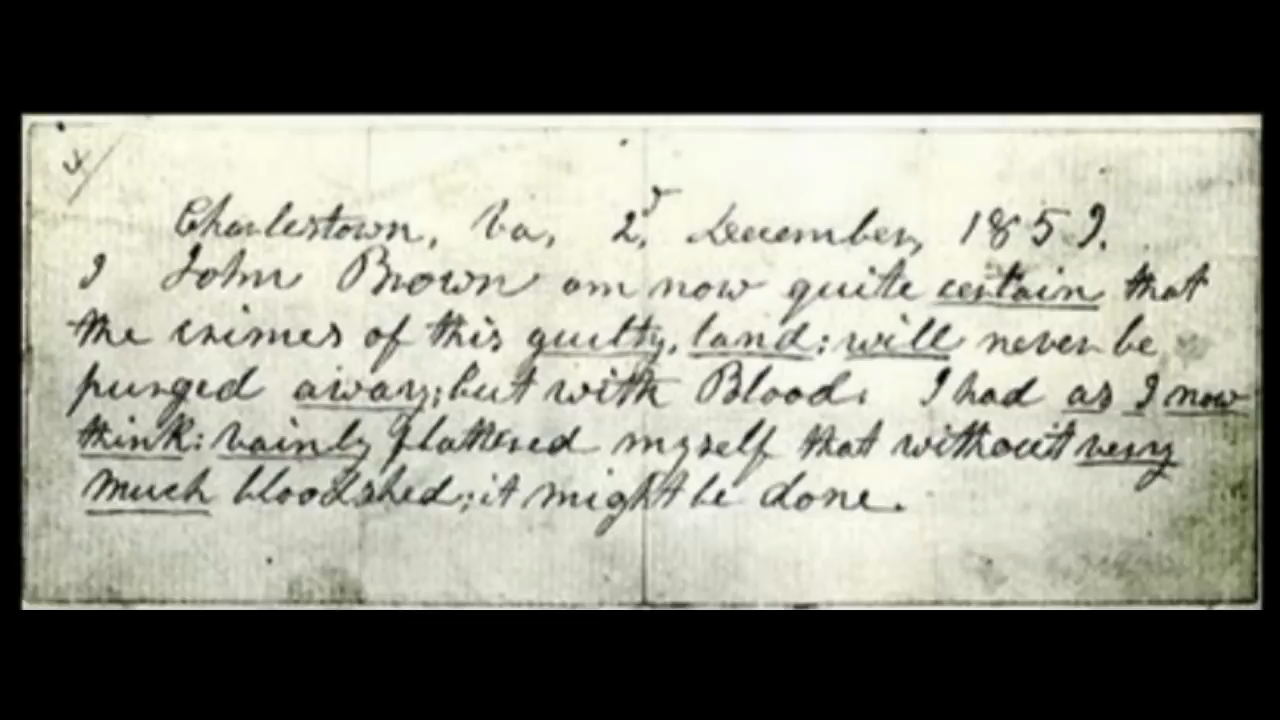 Charlestown, Va, 2d, December, 1859.
I John Brown am now quite certain that
the crimes of this guilty, land: will never be
purged away; but with Blood. I had as I now
think: vainly flattered myself that without very
much bloodshed; it might be done.